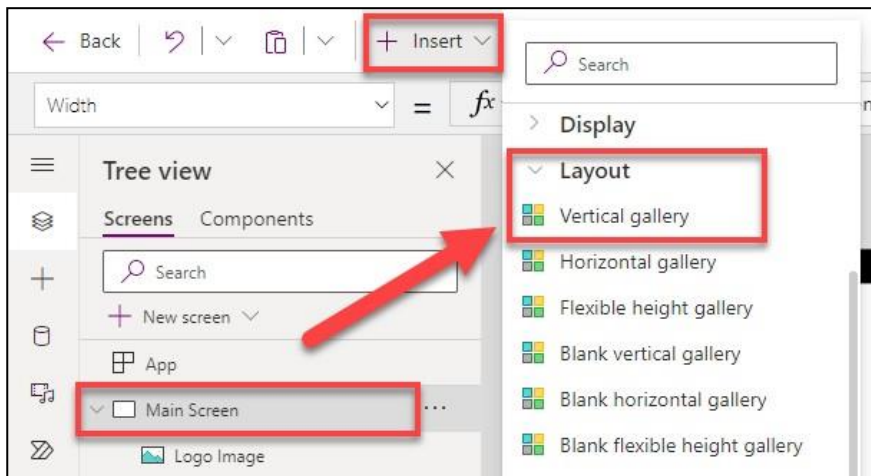 Back
Insert
Width
=
fx
Tree view
Screens
Components
Search
New screen
App
Main Screen
Logo Image
Search
Display
Layout
Vertical gallery
Horizontal gallery
Flexible height gallery
Blank vertical gallery
Blank horizontal gallery
Blank flexible height gallery